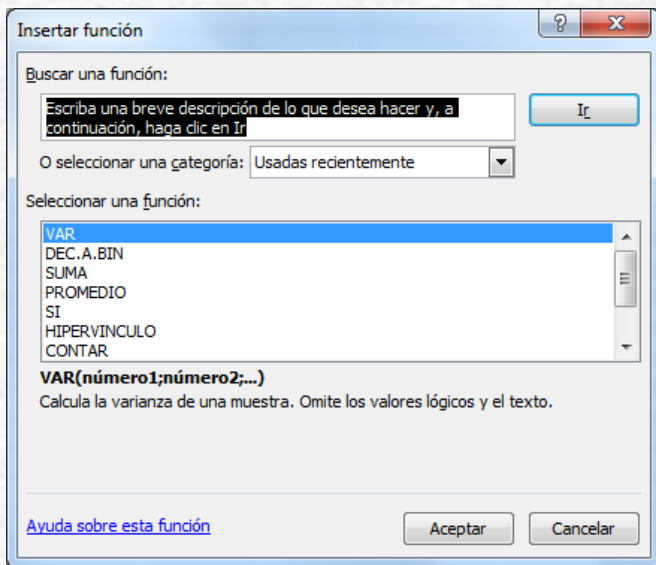 Insertar función
Buscar una función:
Escriba una breve descripción de lo que desea hacer y, a
continuación, haga clic en Ir
Ir
O seleccionar una categoría: Usadas recientemente
Seleccionar una función:
VAR
DEC.A.BIN
SUMA
PROMEDIO
SI
HIPERVINCULO
CONTAR
VAR(número1;número2;...)
Calcula la varianza de una muestra. Omite los valores lógicos y el texto.
Ayuda sobre esta función
Aceptar
Cancelar